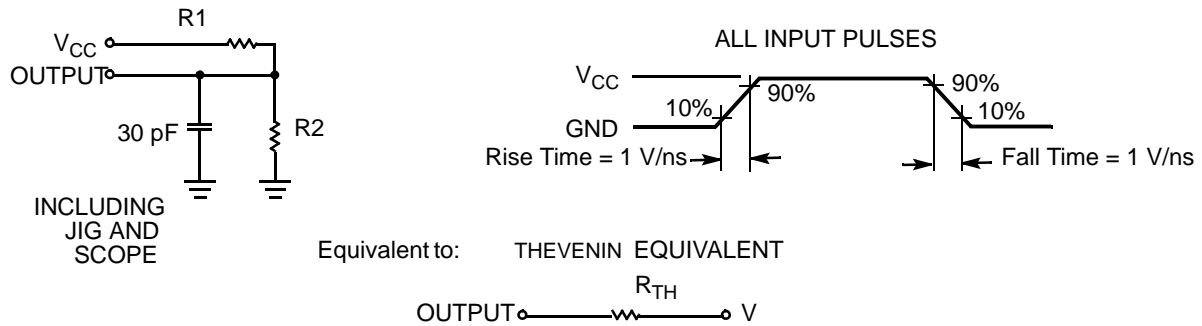 R1
VCC
OUTPUT
30 pF
R2
INCLUDING
JIG AND
SCOPE
ALL INPUT PULSES
VCC
GND
10%
90%
90%
10%
Rise Time = 1 V/ns
Fall Time = 1 V/ns
Equivalent to: THEVENIN EQUIVALENT
RTH
OUTPUT
V